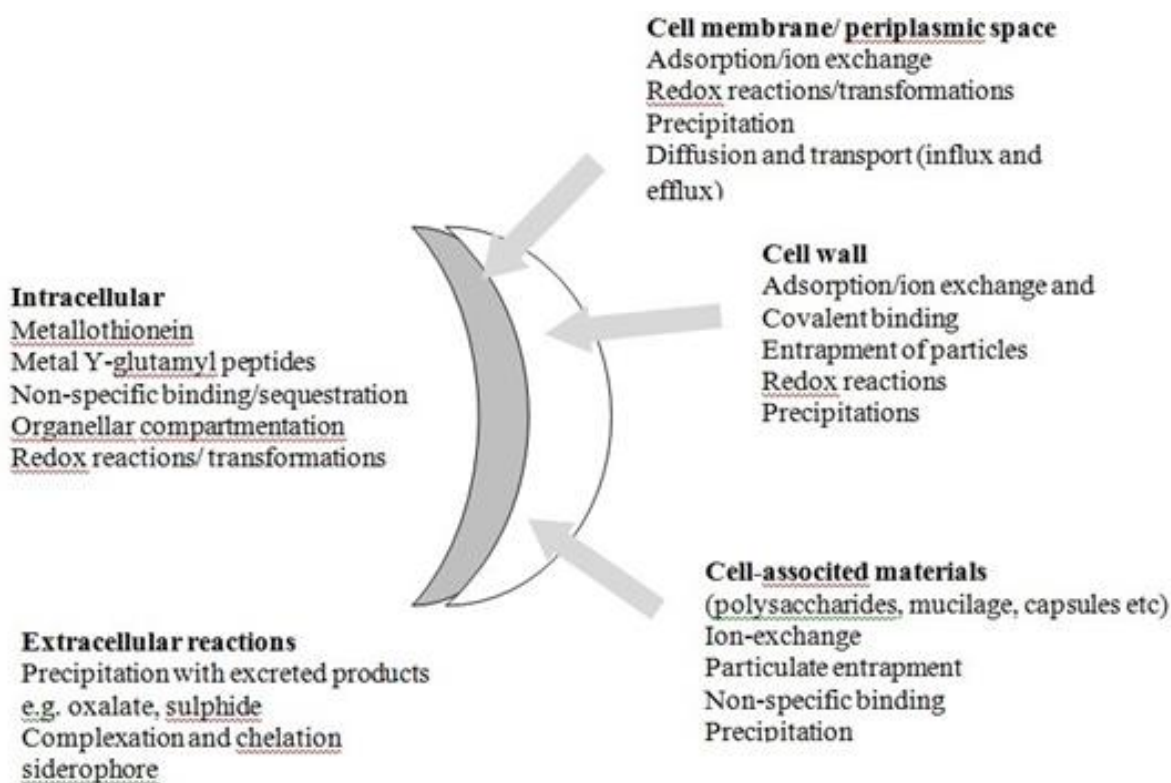 Cell membrane/ periplasmic space
Adsorption/ion exchange
Redox reactions/transformations
Precipitation
Diffusion and transport (influx and
efflux)
Cell wall
Adsorption/ion exchange and
Covalent binding
Entrapment of particles
Redox reactions
Precipitations
Intracellular
Metallothionein
Metal Y-glutamyl peptides
Non-specific binding/sequestration
Organellar compartmentation
Redox reactions/ transformations
Cell-associted materials
(polysaccharides, mucilage, capsules etc)
Ion-exchange
Particulate entrapment
Non-specific binding
Precipitation
Extracellular reactions
Precipitation with excreted products
e.g. oxalate, sulphide
Complexation and chelation
siderophore